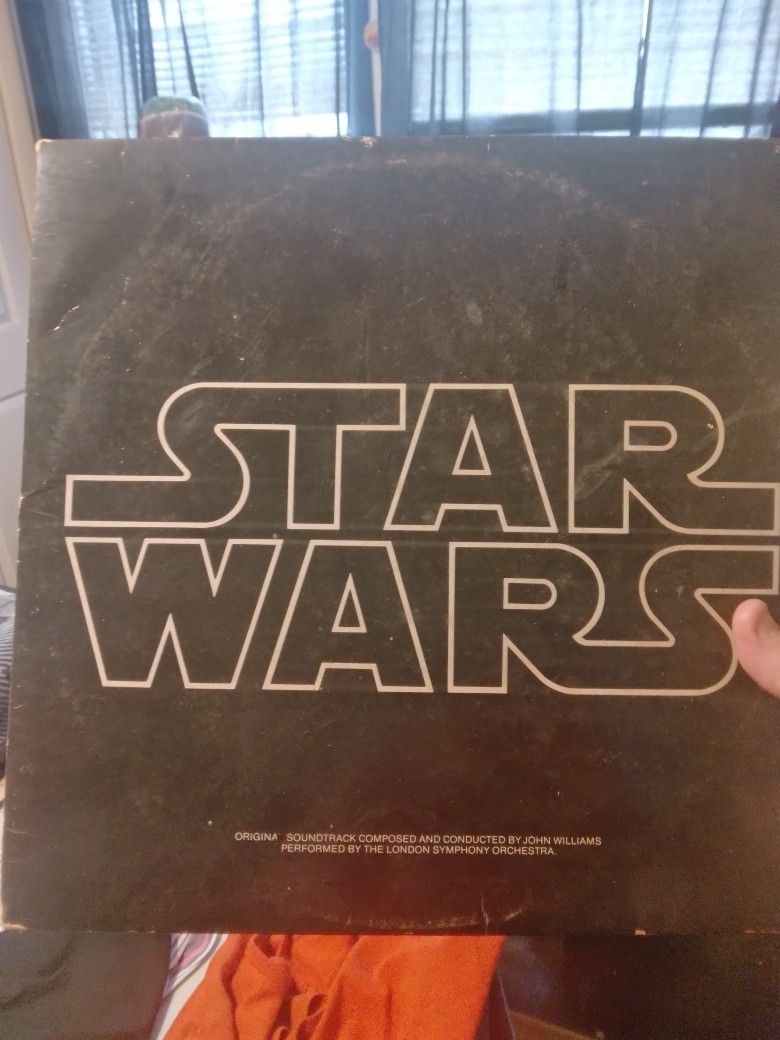 STAR
WARS
ORIGINA SOUNDTRACK COMPOSED AND CONDUCTED BY JOHN WILLIAMS
PERFORMED BY THE LONDON SYMPHONY ORCHESTRA.